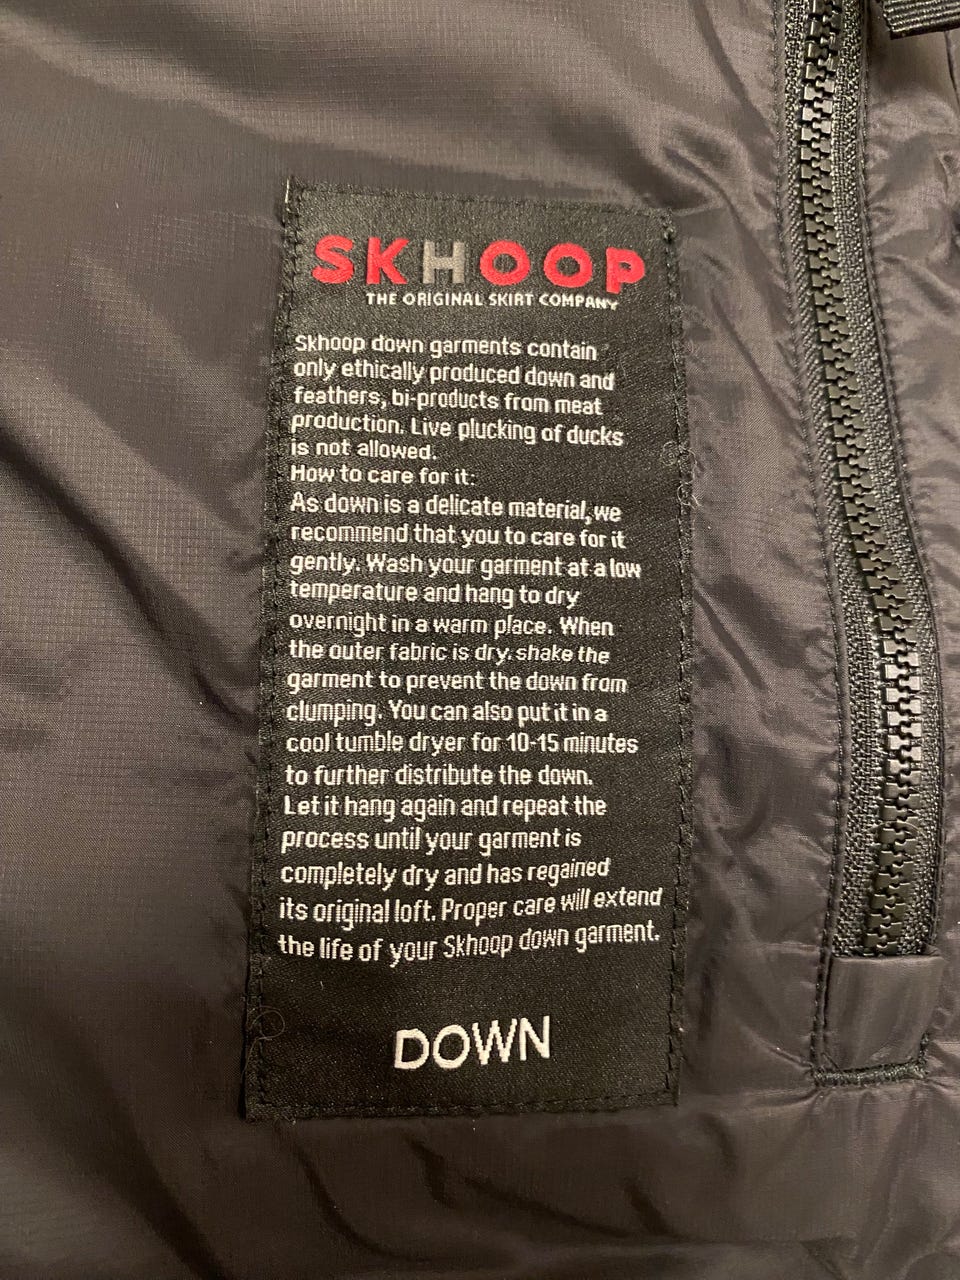 SKHOOP
THE ORIGINAL SKIRT COMPANY
Skhoop down garments contain
only ethically produced down and
feathers, bi-products from meat
production. Live plucking of ducks
is not allowed.
How to care for it:
As down is a delicate material,we
recommend that you to care for it
gently. Wash your garment at a low
temperature and hang to dry
overnight in a warm place. When
the outer fabric is dry. shake the
garment to prevent the down from
clumping. You can also put it in a
cool tumble dryer for 10-15 minutes
to further distribute the down.
Let it hang again and repeat the
process until your garment is
completely dry and has regained
its original loft. Proper care will extend
the life of your Skhoop down garment.
DOWN